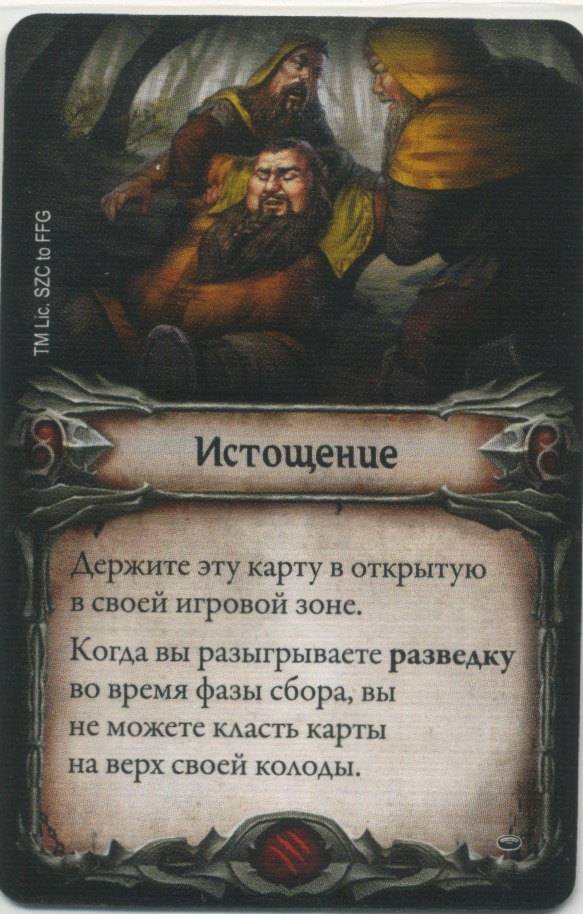 TM Lic. SZC to FFG
Истощение
Держите эту карту в открытую
в своей игровой зоне.
Когда вы разыгрываете разведку
во время фазы сбора, вы
не можете класть карты
на верх своей колоды.